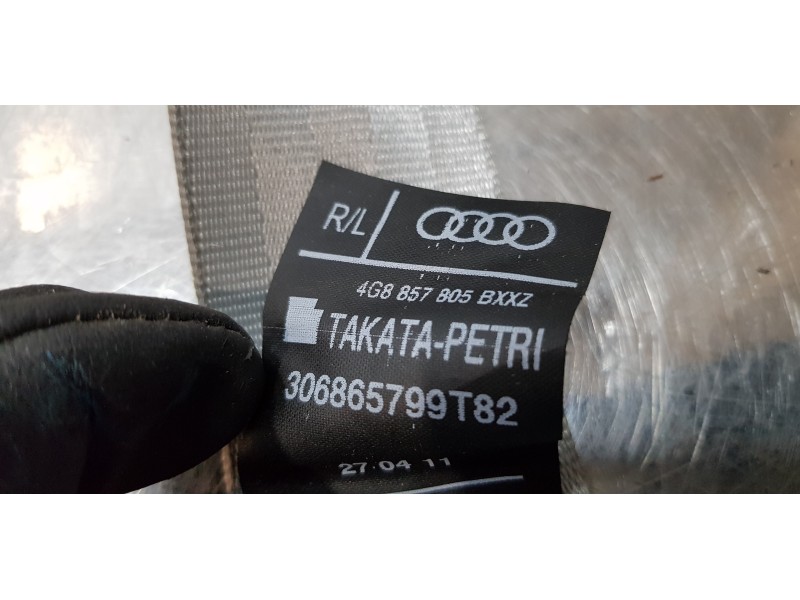 R/L
4G8 857 805 BXXZ
TAKATA-PETRI
306865799T82
27 04 11